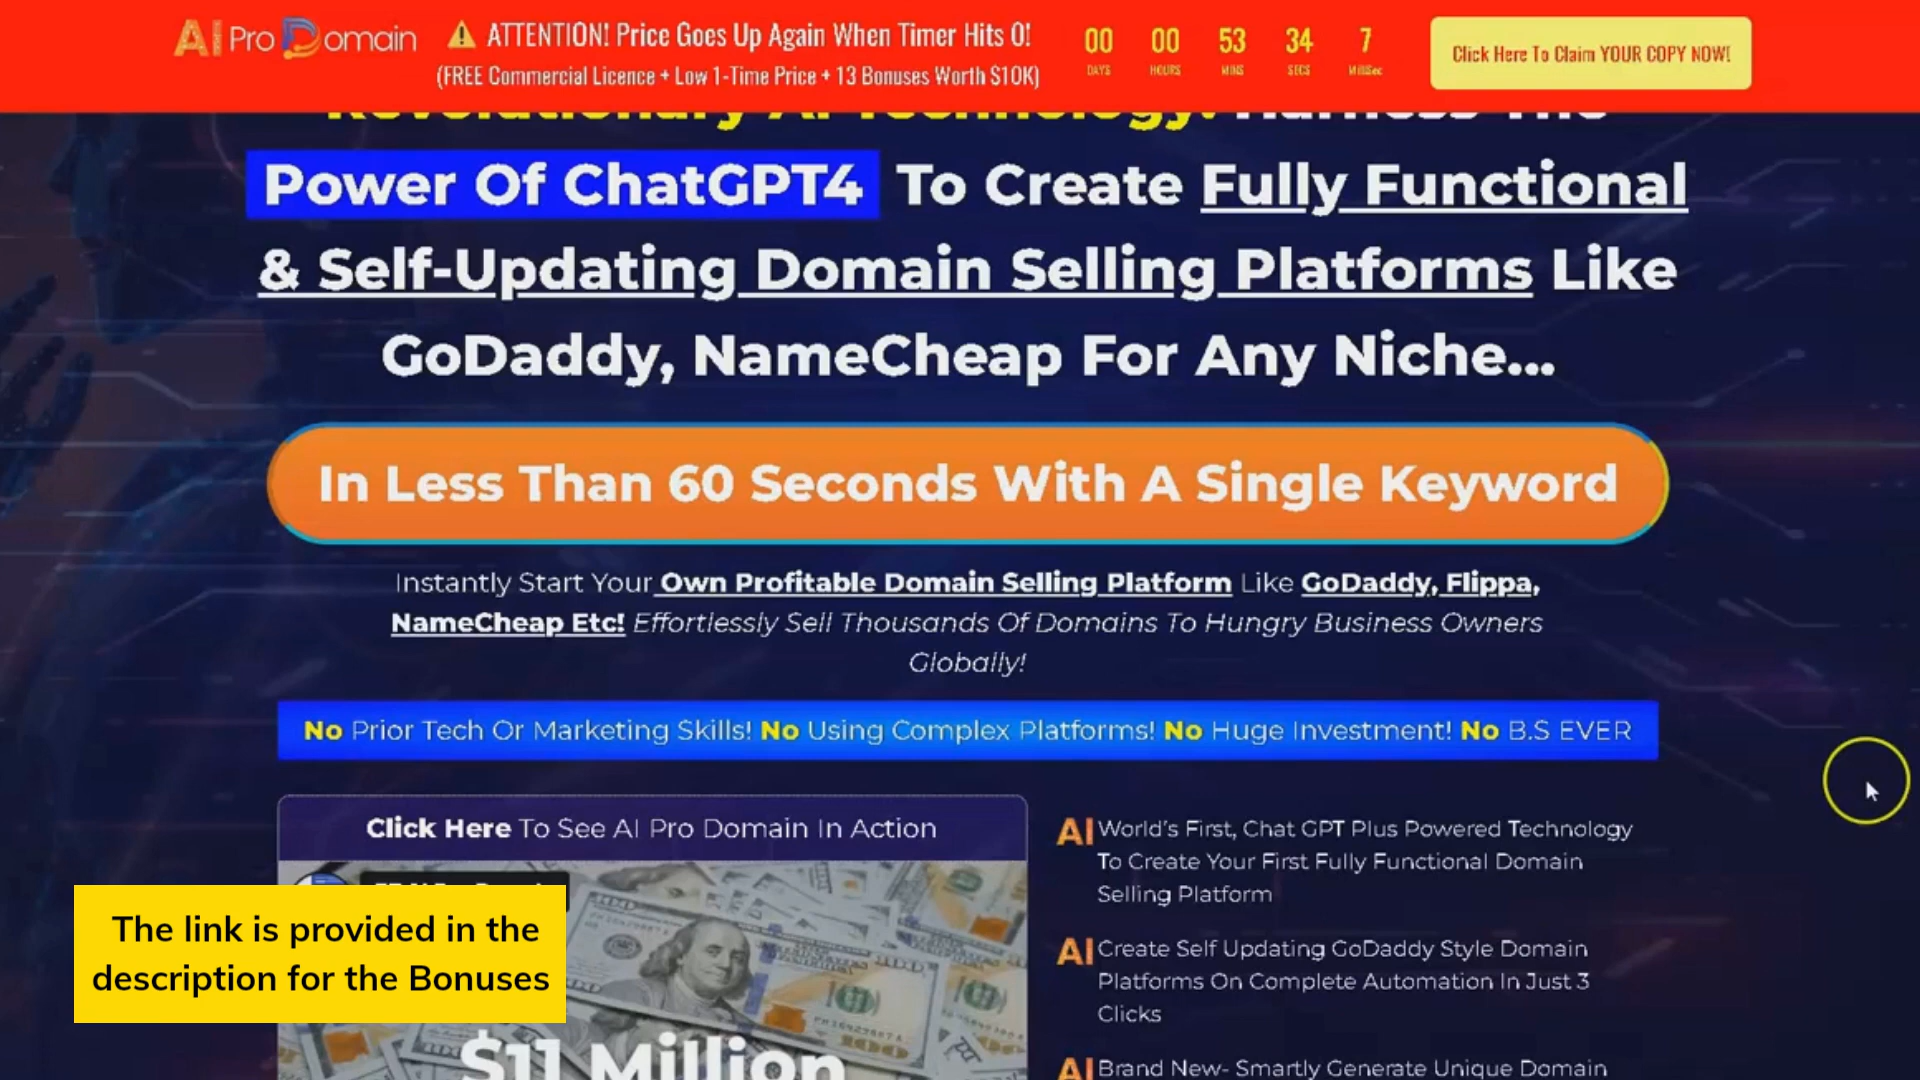 AI Pro Domain
ATTENTION! Price Goes Up Again When Timer Hits 0!
(FREE Commercial Licence + Low 1-Time Price + 13 Bonuses Worth $10K)
00 00 53 34 7
DAYS HOURS MINS SECS MilliSec
Click Here To Claim YOUR COPY NOW!
Revolutionary AI Technology: Harness The
Power Of ChatGPT4 To Create Fully Functional
& Self-Updating Domain Selling Platforms Like
GoDaddy, NameCheap For Any Niche...
In Less Than 60 Seconds With A Single Keyword
Instantly Start Your Own Profitable Domain Selling Platform Like GoDaddy, Flippa,
NameCheap Etc! Effortlessly Sell Thousands Of Domains To Hungry Business Owners
Globally!
No Prior Tech Or Marketing Skills! No Using Complex Platforms! No Huge Investment! No B.S EVER
Click Here To See AI Pro Domain In Action
$11 Million
The link is provided in the
description for the Bonuses
AI World's First, Chat GPT Plus Powered Technology
To Create Your First Fully Functional Domain
Selling Platform
AI Create Self Updating GoDaddy Style Domain
Platforms On Complete Automation In Just 3
Clicks
AI Brand New- Smartly Generate Unique Domain